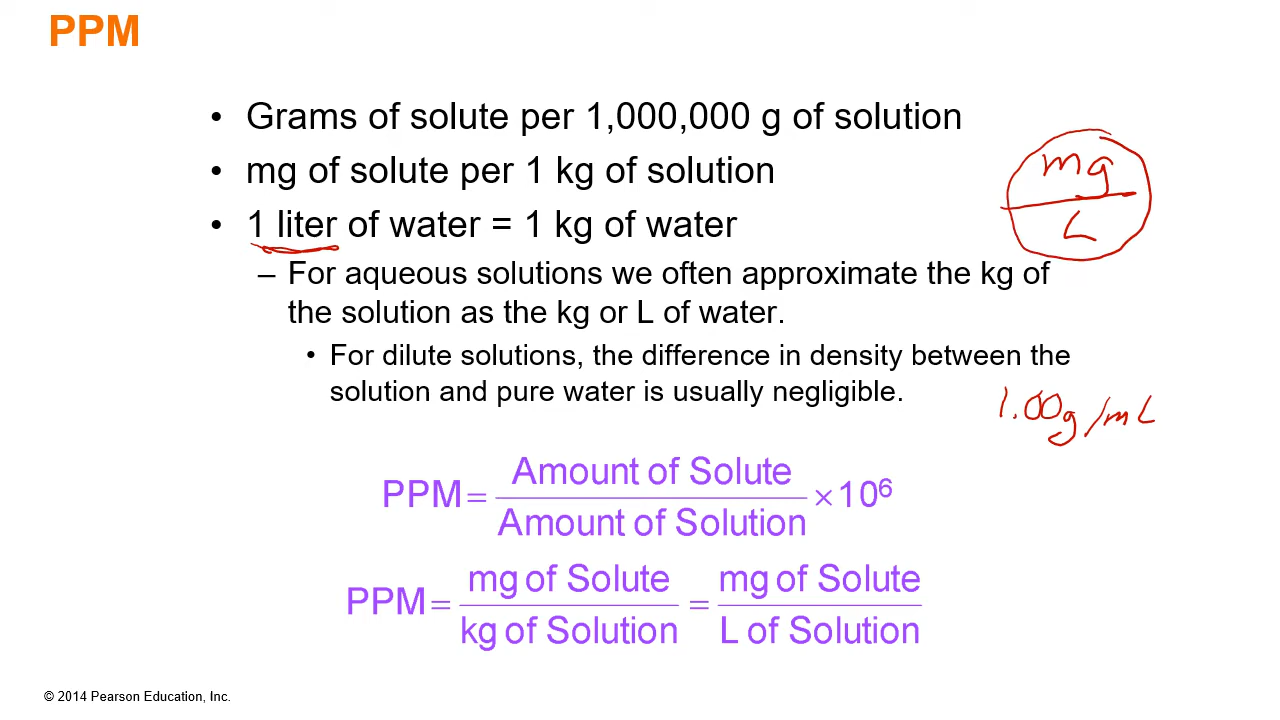 PPM
• Grams of solute per 1,000,000 g of solution
• mg of solute per 1 kg of solution
• 1 liter of water = 1 kg of water
mg
L
– For aqueous solutions we often approximate the kg of
the solution as the kg or L of water.
• For dilute solutions, the difference in density between the
solution and pure water is usually negligible.
1.00g/mL
PPM = Amount of Solute / Amount of Solution × 10⁶
PPM = mg of Solute / kg of Solution = mg of Solute / L of Solution
© 2014 Pearson Education, Inc.